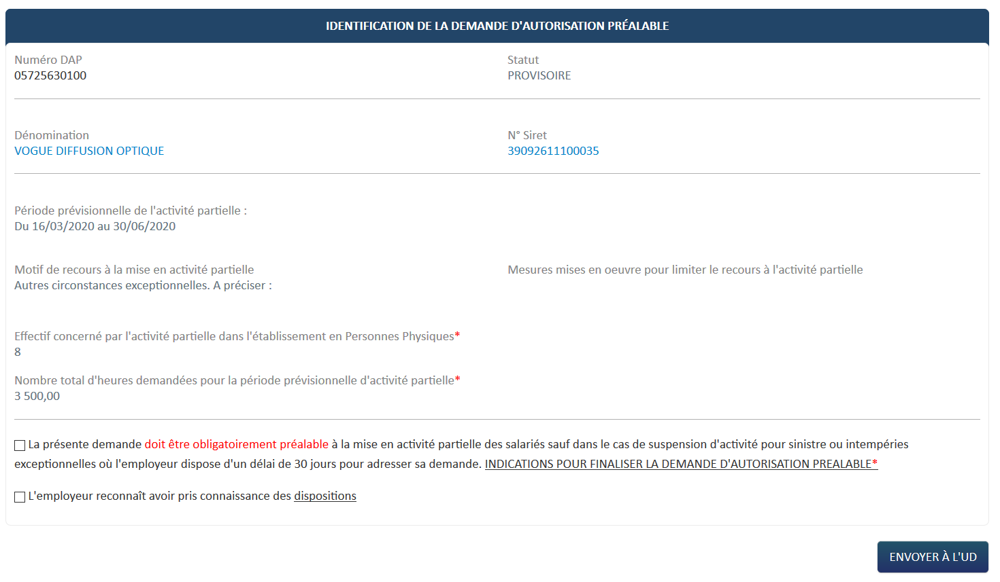 IDENTIFICATION DE LA DEMANDE D'AUTORISATION PRÉALABLE
Numéro DAP
05725630100
Statut
PROVISOIRE
Dénomination
VOGUE DIFFUSION OPTIQUE
N° Siret
39092611100035
Période prévisionnelle de l'activité partielle :
Du 16/03/2020 au 30/06/2020
Motif de recours à la mise en activité partielle
Autres circonstances exceptionnelles. A préciser :
Mesures mises en oeuvre pour limiter le recours à l'activité partielle
Effectif concerné par l'activité partielle dans l'établissement en Personnes Physiques*
8
Nombre total d'heures demandées pour la période prévisionnelle d'activité partielle*
3 500,00
La présente demande doit être obligatoirement préalable à la mise en activité partielle des salariés sauf dans le cas de suspension d'activité pour sinistre ou intempéries
exceptionnelles où l'employeur dispose d'un délai de 30 jours pour adresser sa demande. INDICATIONS POUR FINALISER LA DEMANDE D'AUTORISATION PREALABLE*
L'employeur reconnaît avoir pris connaissance des dispositions
ENVOYER À L'UD